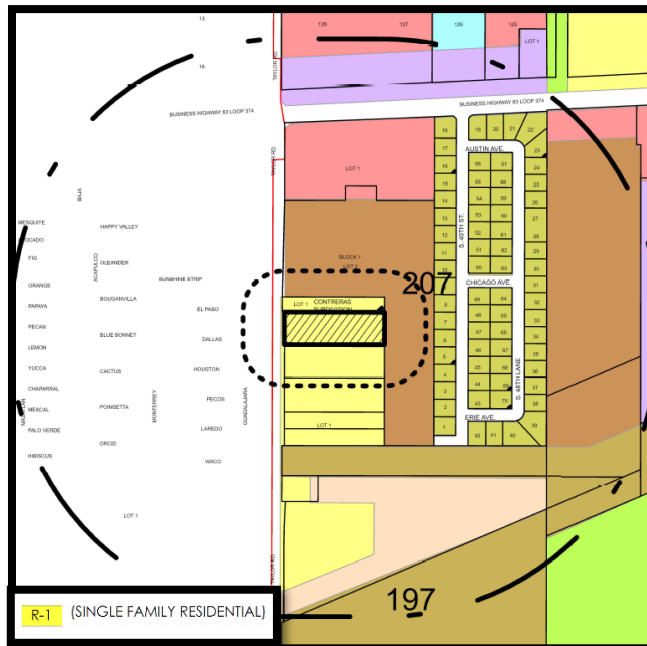 13
128
127
126
125
LOT 1
16
TAYLOR RD.
BUSINESS HIGHWAY 83 LOOP 374
BUSINESS HIGHWAY 83 LOOP 374
18
19
20
21
22
17
AUSTIN AVE.
23
TAYLOR RD.
LOT 1
16
56
57
24
15
55
58
25
BAJA
14
54
59
26
MESQUITE
HAPPY VALLEY
13
53
60
27
S. 49TH ST.
12
52
61
28
FIG
ACAPULCO
OLEANDER
BLOCK 1
LOT 2
11
51
62
29
SUNSHINE STRIP
50
63
30
ORANGE
207
CHICAGO AVE.
31
PAPAYA
BOUGANVILLA
EL PASO
LOT 1
CONTRERAS
SUBDIVISION
8
49
64
32
PECAN
BLUE BONNET
DALLAS
7
48
65
33
LEMON
6
47
66
34
YUCCA
CACTUS
HOUSTON
5
46
67
35
CHAPARRAL
MONTERREY
GUADALAJARA
4
45
68
36
MESCAL
POINSETTA
PECOS
3
44
69
S. 48TH LANE
37
2
43
70
38
PALO VERDE
ORCID
LAREDO
LOT 1
1
ERIE AVE.
39
HIBISCUS
WACO
42
41
40
LOT 1
TAYLOR RD.
197
R-1 (SINGLE FAMILY RESIDENTIAL)